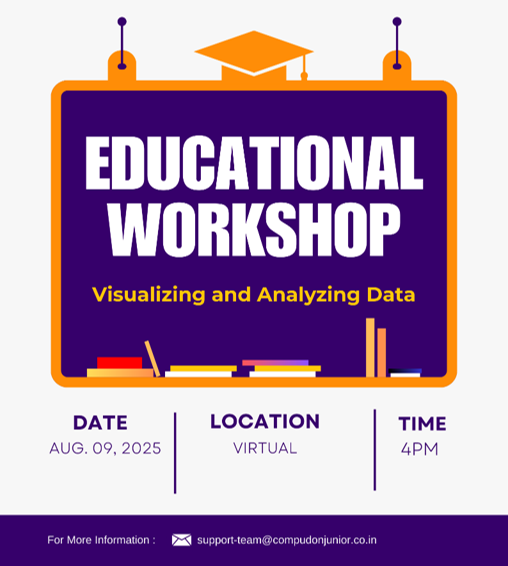 EDUCATIONAL
WORKSHOP
Visualizing and Analyzing Data
DATE
AUG. 09, 2025
LOCATION
VIRTUAL
TIME
4PM
For More Information : support-team@compudonjunior.co.in